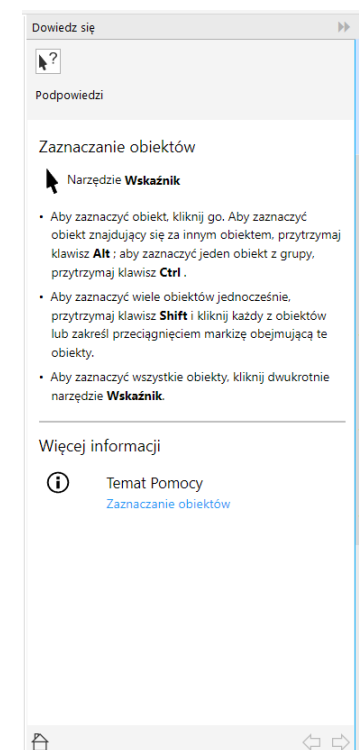 Dowiedz się
Podpowiedzi
Zaznaczanie obiektów
Narzędzie Wskaźnik
• Aby zaznaczyć obiekt, kliknij go. Aby zaznaczyć
obiekt znajdujący się za innym obiektem, przytrzymaj
klawisz Alt ; aby zaznaczyć jeden obiekt z grupy,
przytrzymaj klawisz Ctrl .
• Aby zaznaczyć wiele obiektów jednocześnie,
przytrzymaj klawisz Shift i kliknij każdy z obiektów
lub zakreśl przeciągnięciem markizę obejmującą te
obiekty.
• Aby zaznaczyć wszystkie obiekty, kliknij dwukrotnie
narzędzie Wskaźnik.
Więcej informacji
Temat Pomocy
Zaznaczanie obiektów